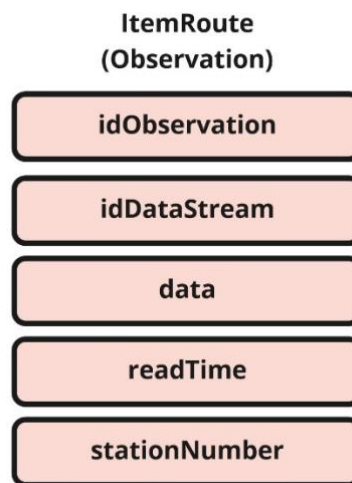 ItemRoute
(Observation)
idObservation
idDataStream
data
readTime
stationNumber